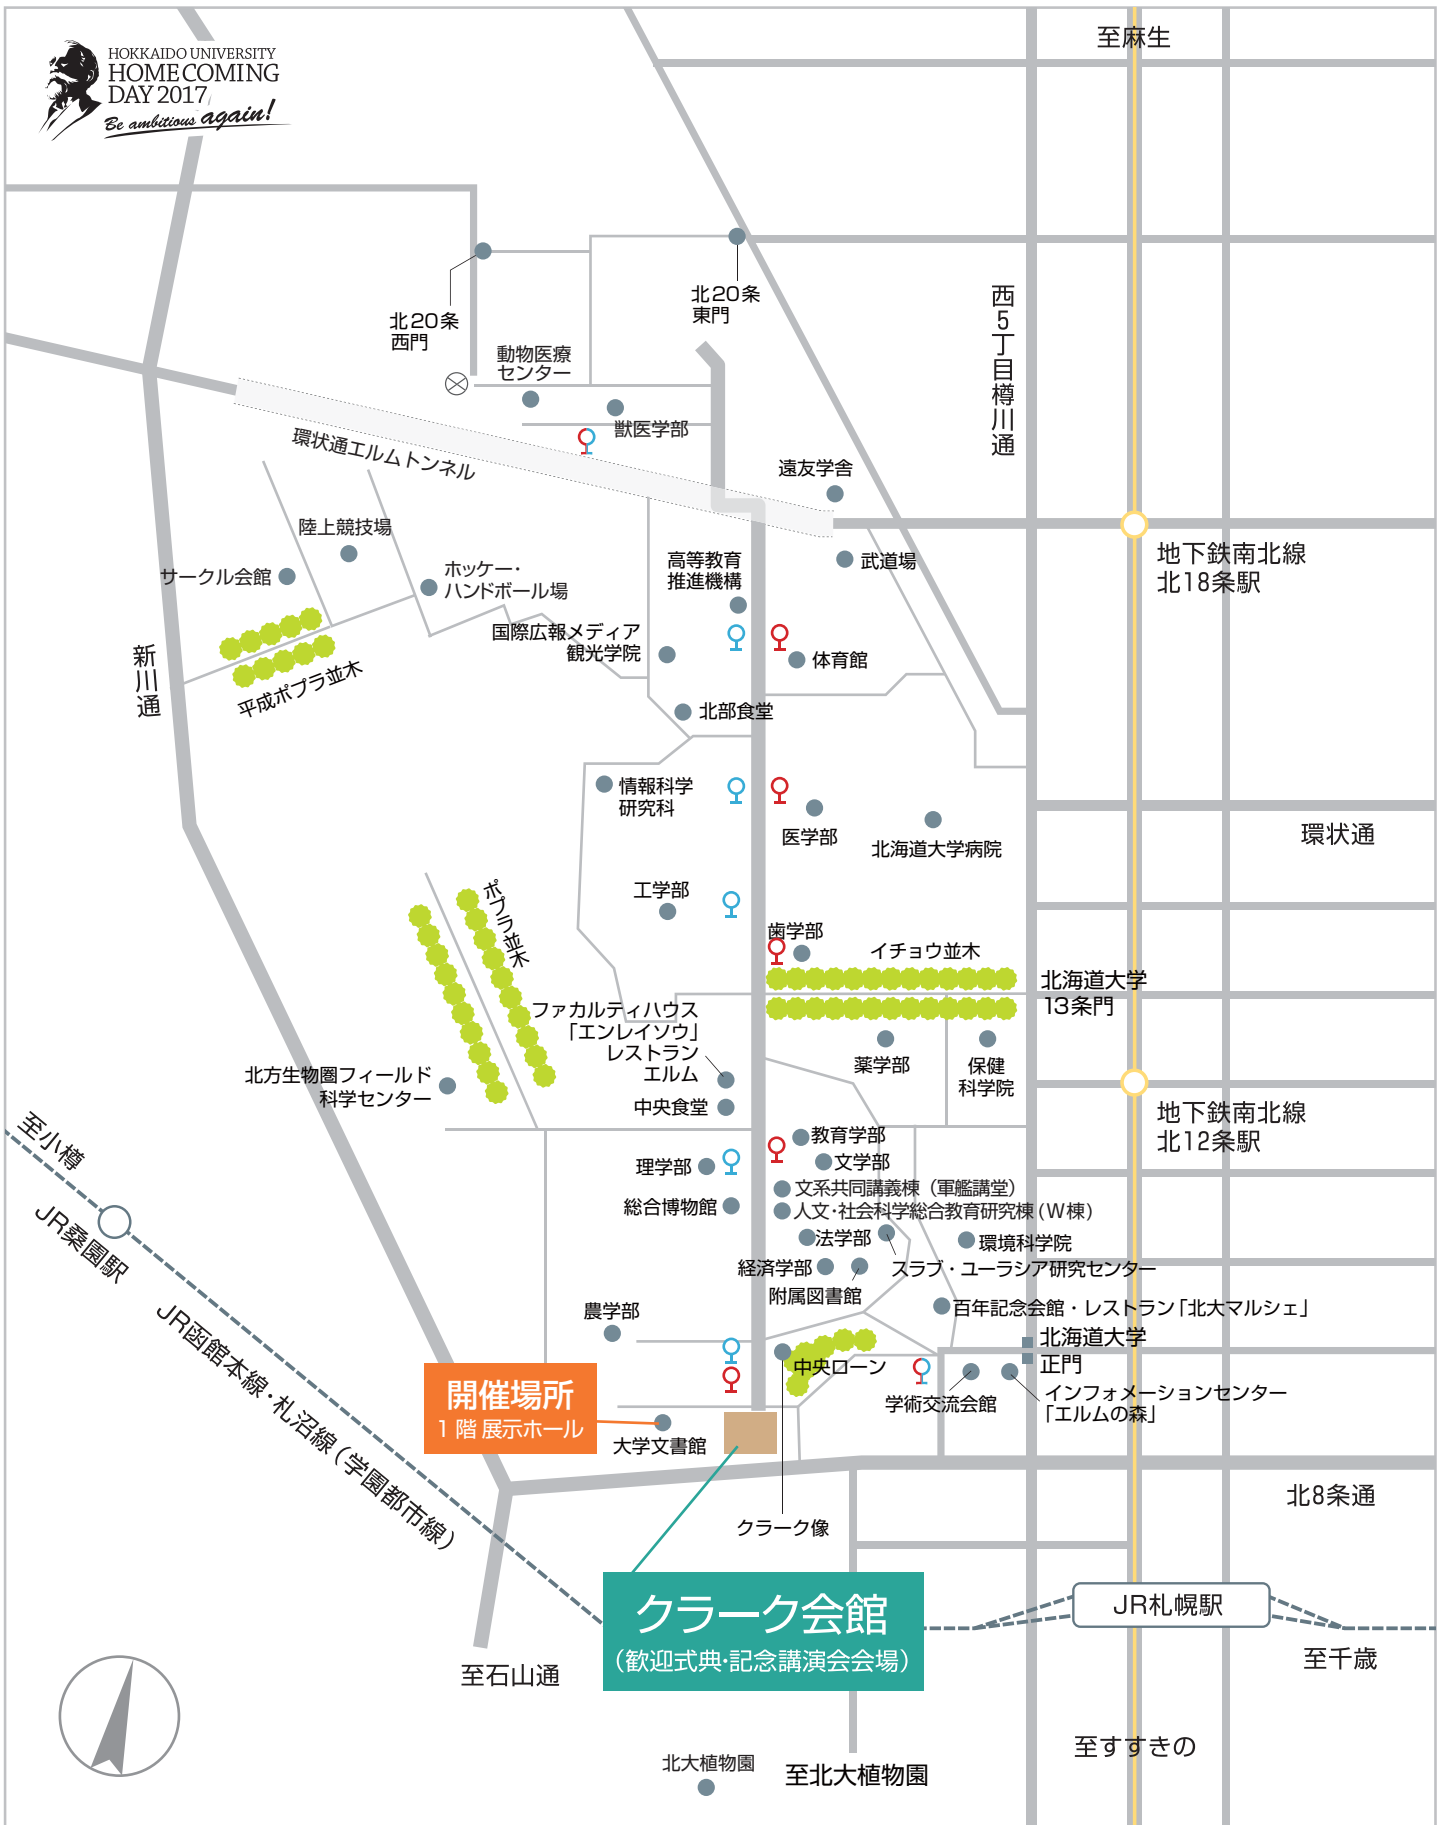 至麻生
HOKKAIDO UNIVERSITY
HOME COMING
DAY 2017
Be ambitious again!
北20条
西門
北20条
東門
西5丁目樽川通
動物医療
センター
獣医学部
環状通エルムトンネル
遠友学舎
陸上競技場
サークル会館
ホッケー・
ハンドボール場
高等教育
推進機構
武道場
地下鉄南北線
北18条駅
国際広報メディア
観光学院
体育館
新川通
平成ポプラ並木
北部食堂
情報科学
研究科
医学部
北海道大学病院
環状通
工学部
ポプラ並木
歯学部
イチョウ並木
北海道大学
13条門
ファカルティハウス
「エンレイソウ」
レストラン
エルム
薬学部
保健
科学院
北方生物圏フィールド
科学センター
中央食堂
地下鉄南北線
北12条駅
至小樽
教育学部
文学部
理学部
文系共同講義棟（軍艦講堂）
総合博物館
人文・社会科学総合教育研究棟(W棟)
JR桑園駅
法学部
環境科学院
経済学部
スラブ・ユーラシア研究センター
附属図書館
農学部
百年記念会館・レストラン「北大マルシェ」
JR函館本線・札沼線（学園都市線）
北海道大学
正門
中央ローン
開催場所
1階 展示ホール
学術交流会館
インフォメーションセンター
「エルムの森」
大学文書館
北8条通
クラーク像
クラーク会館
（歓迎式典・記念講演会会場）
JR札幌駅
至石山通
至千歳
至すすきの
北大植物園
至北大植物園